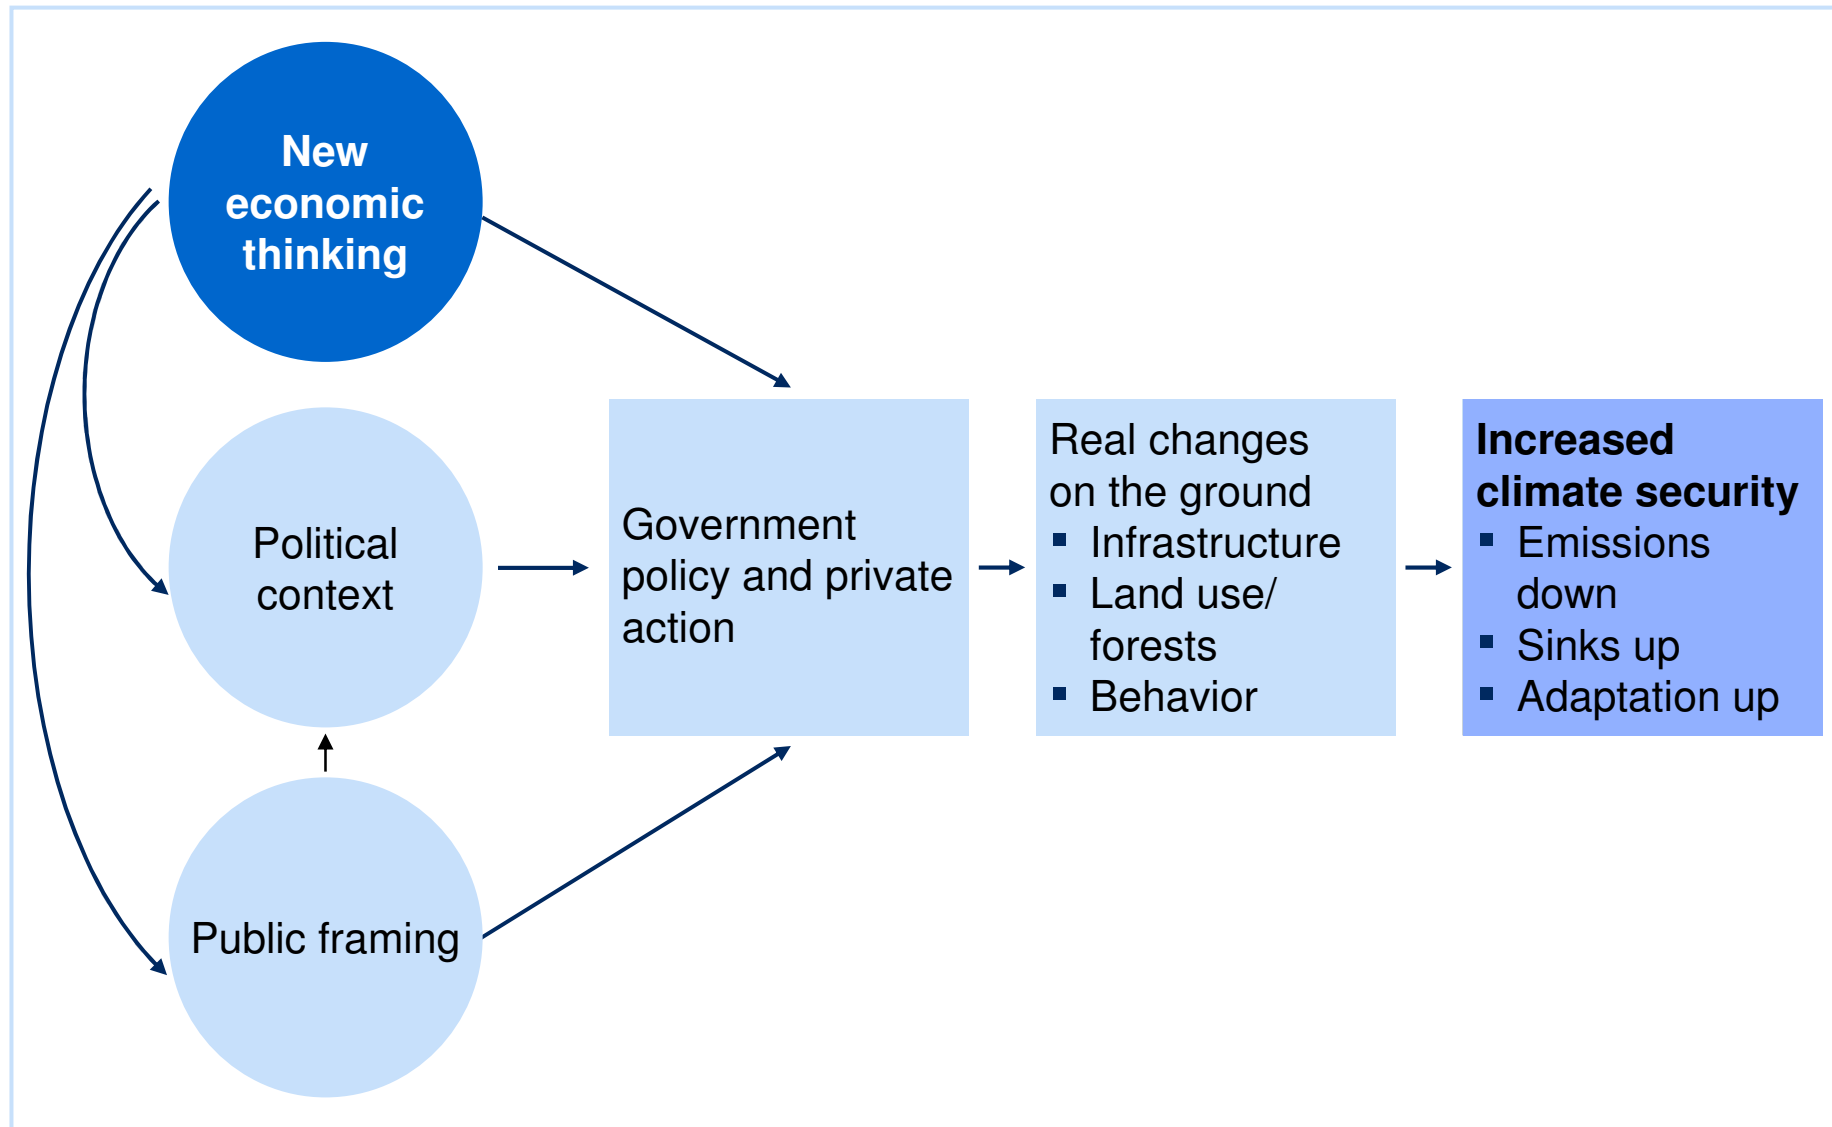 New
economic
thinking
Political
context
Public framing
Government
policy and private
action
Real changes
on the ground
▪ Infrastructure
▪ Land use/
forests
▪ Behavior
Increased
climate security
▪ Emissions
down
▪ Sinks up
▪ Adaptation up